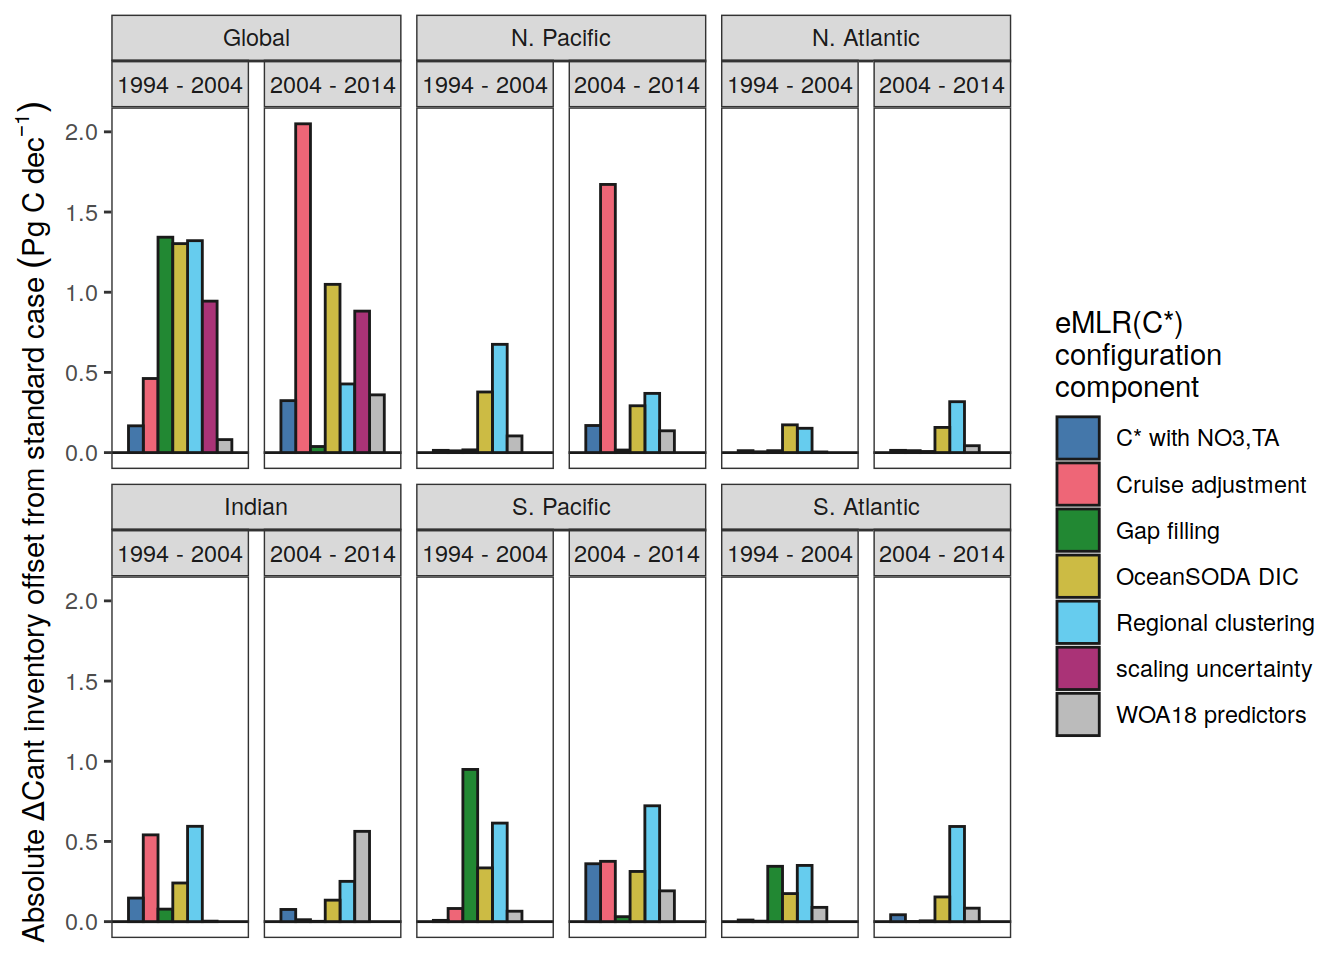 Global
N. Pacific
N. Atlantic
1994 - 2004
2004 - 2014
1994 - 2004
2004 - 2014
1994 - 2004
2004 - 2014
2.0
1.5
1.0
0.5
0.0
Indian
S. Pacific
S. Atlantic
1994 - 2004
2004 - 2014
1994 - 2004
2004 - 2014
1994 - 2004
2004 - 2014
2.0
1.5
1.0
0.5
0.0
Absolute ΔCant inventory offset from standard case (Pg C dec⁻¹)
eMLR(C*)
configuration
component
C* with NO3,TA
Cruise adjustment
Gap filling
OceanSODA DIC
Regional clustering
scaling uncertainty
WOA18 predictors